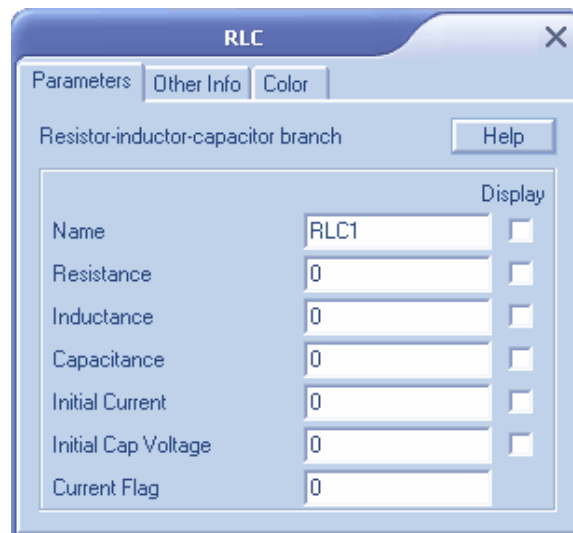 RLC
Parameters Other Info Color
Resistor-inductor-capacitor branch Help
Display
Name RLC1
Resistance 0
Inductance 0
Capacitance 0
Initial Current 0
Initial Cap Voltage 0
Current Flag 0